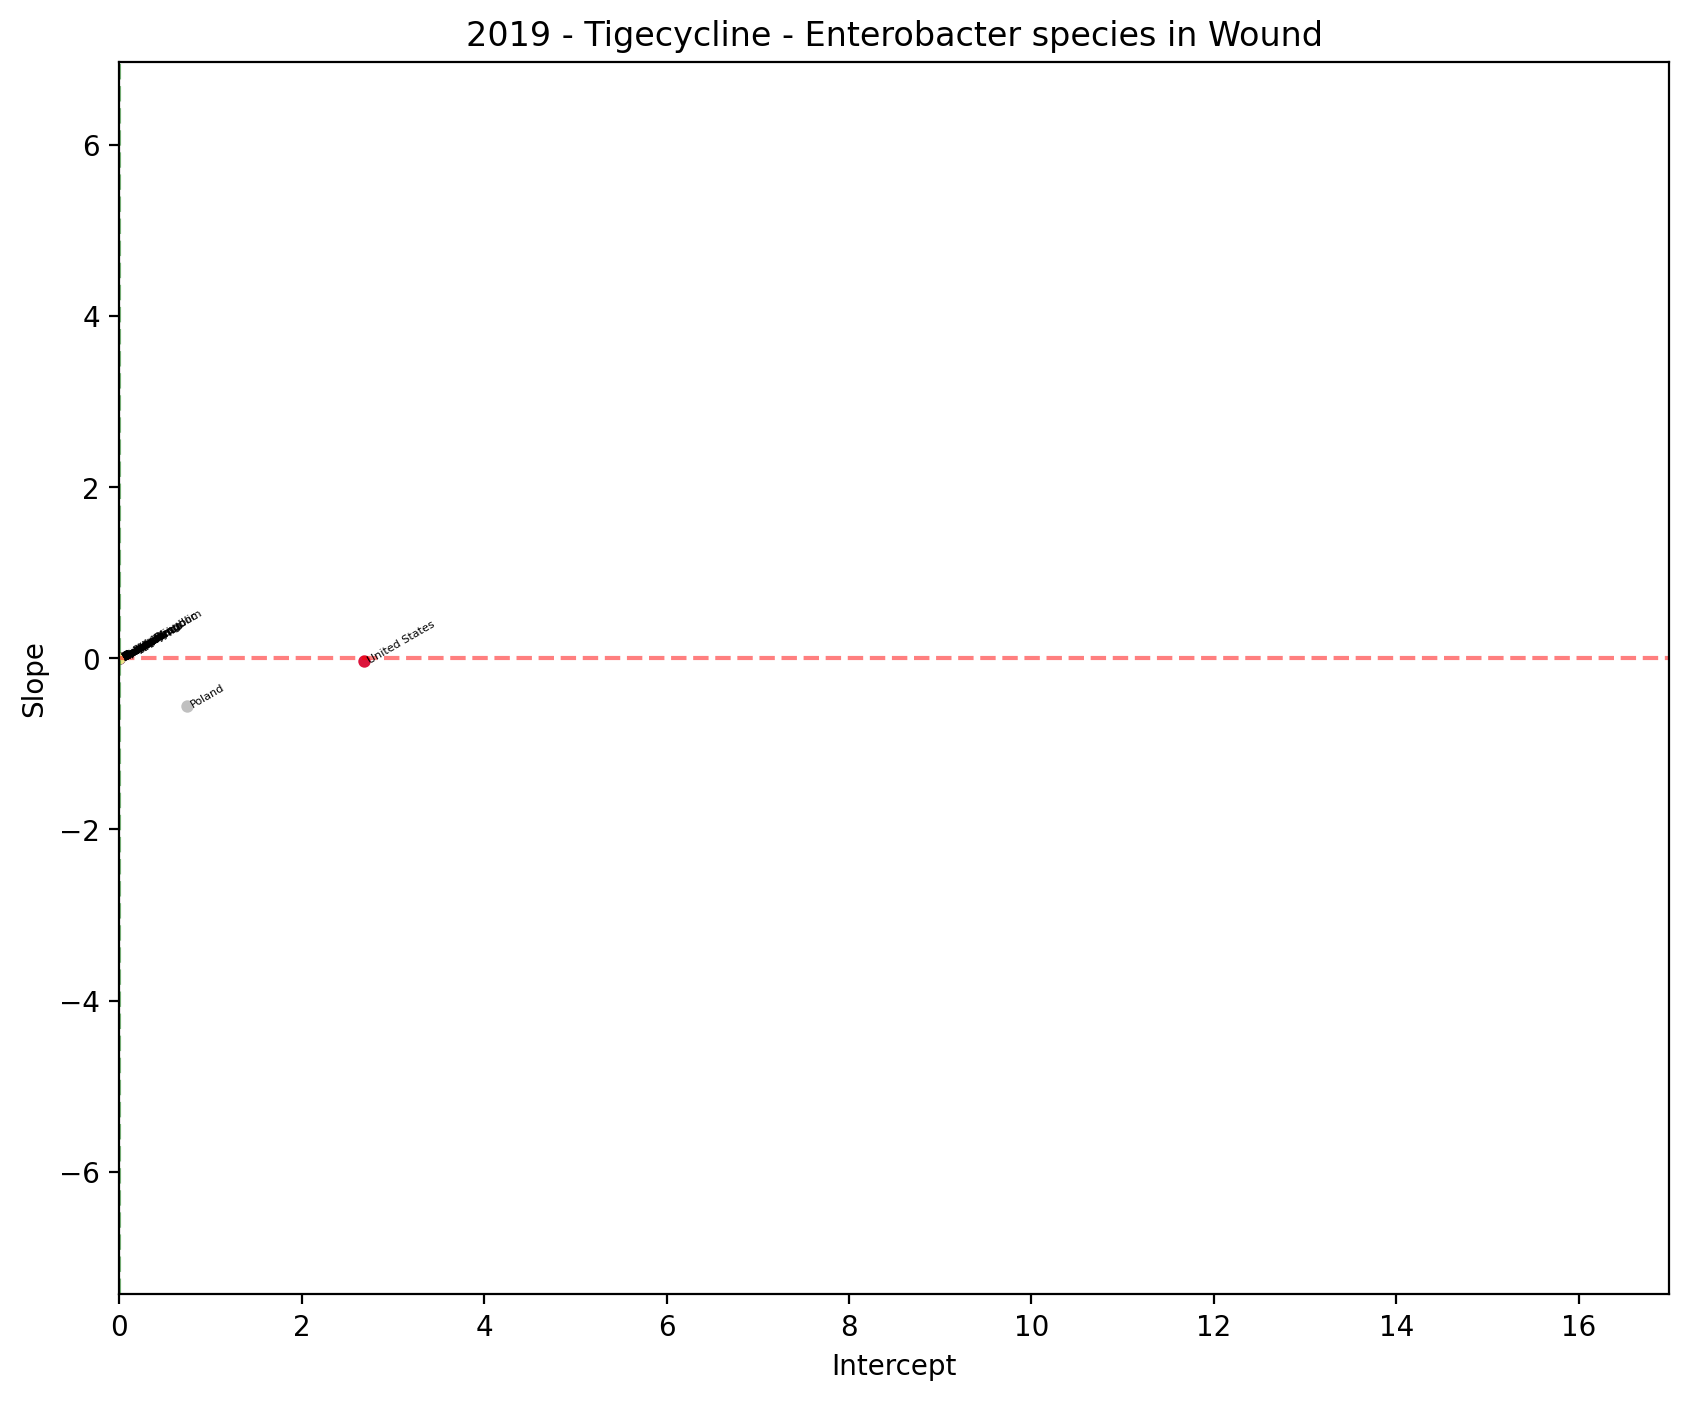 2019 - Tigecycline - Enterobacter species in Wound
6
4
2
0
−2
−4
−6
Slope
United States
Poland
0 2 4 6 8 10 12 14 16
Intercept